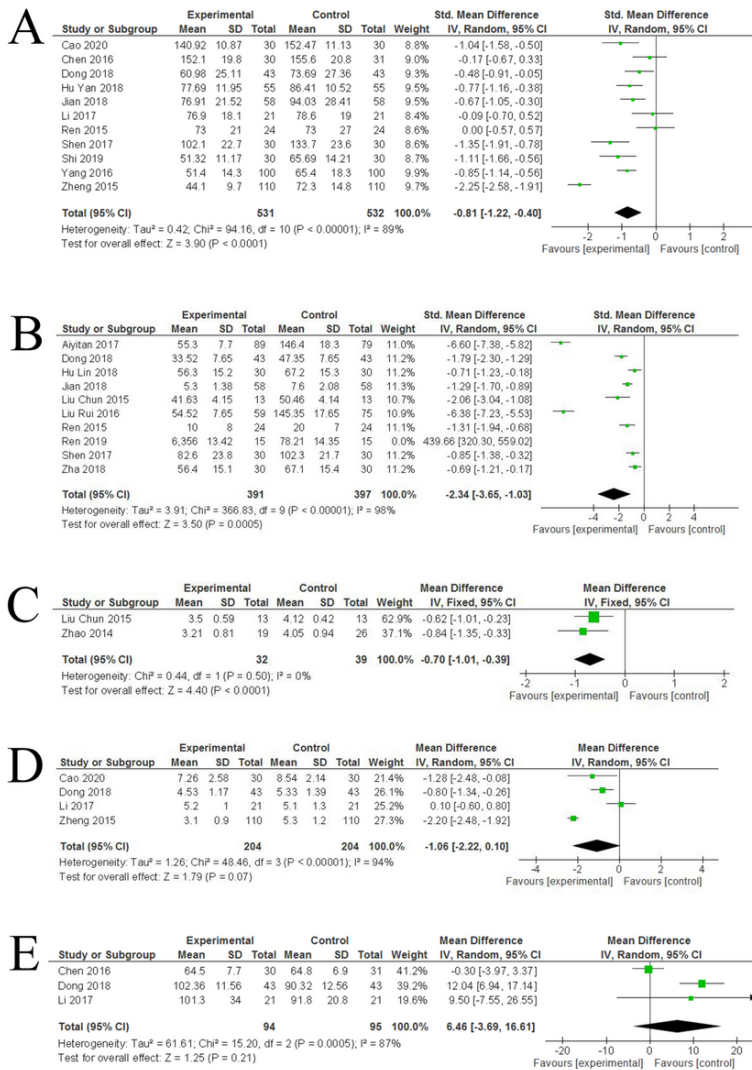 A
Experimental Control Std. Mean Difference Std. Mean Difference
Study or Subgroup Mean SD Total Mean SD Total Weight IV, Random, 95% CI IV, Random, 95% CI
Cao 2020 140.92 10.87 30 152.47 11.13 30 8.8% -1.04 [-1.58, -0.50]
Chen 2016 152.1 19.8 30 155.6 20.8 31 8.9% -0.17 [-0.67, 0.33]
Dong 2018 60.98 25.11 43 73.69 27.36 43 9.2% -0.48 [-0.91, -0.05]
Hu Yan 2018 77.69 11.95 55 86.41 10.52 55 9.3% -0.77 [-1.16, -0.38]
Jian 2018 76.91 21.52 58 94.03 28.41 58 9.4% -0.67 [-1.05, -0.30]
Li 2017 76.9 18.1 21 78.6 19 21 8.4% -0.09 [-0.70, 0.52]
Ren 2015 73 21 24 73 27 24 8.6% 0.00 [-0.57, 0.57]
Shen 2017 102.1 22.7 30 133.7 23.6 30 8.6% -1.35 [-1.91, -0.78]
Shi 2019 51.32 11.17 30 65.69 14.21 30 8.7% -1.11 [-1.66, -0.56]
Yang 2016 51.4 14.3 100 65.4 18.3 100 9.7% -0.85 [-1.14, -0.56]
Zheng 2015 44.1 9.7 110 72.3 14.8 110 9.5% -2.25 [-2.58, -1.91]
Total (95% CI) 531 532 100.0% -0.81 [-1.22, -0.40]
Heterogeneity: Tau² = 0.42; Chi² = 94.16, df = 10 (P < 0.00001); I² = 89%
Test for overall effect: Z = 3.90 (P < 0.0001)
-2 -1 0 1 2
Favours [experimental] Favours [control]
B
Experimental Control Std. Mean Difference Std. Mean Difference
Study or Subgroup Mean SD Total Mean SD Total Weight IV, Random, 95% CI IV, Random, 95% CI
Aiyitan 2017 55.3 7.7 89 146.4 18.3 79 11.0% -6.60 [-7.38, -5.82]
Dong 2018 33.52 7.65 43 47.35 7.65 43 11.2% -1.79 [-2.30, -1.29]
Hu Lin 2018 56.3 15.2 30 67.2 15.3 30 11.2% -0.71 [-1.23, -0.18]
Jian 2018 5.3 1.38 58 7.6 2.08 58 11.3% -1.29 [-1.70, -0.89]
Liu Chun 2015 41.63 4.15 13 50.46 4.14 13 10.8% -2.06 [-3.04, -1.08]
Liu Rui 2016 54.52 7.65 59 145.35 17.65 75 10.9% -6.38 [-7.23, -5.53]
Ren 2015 10 8 24 20 7 24 11.1% -1.31 [-1.94, -0.68]
Ren 2019 6,356 13.42 15 78.21 14.35 15 0.0% 439.66 [320.30, 559.02]
Shen 2017 82.6 23.8 30 102.3 21.7 30 11.2% -0.85 [-1.38, -0.32]
Zha 2018 56.4 15.1 30 67.1 15.4 30 11.2% -0.69 [-1.21, -0.17]
Total (95% CI) 391 397 100.0% -2.34 [-3.65, -1.03]
Heterogeneity: Tau² = 3.91; Chi² = 366.83, df = 9 (P < 0.00001); I² = 98%
Test for overall effect: Z = 3.50 (P = 0.0005)
-4 -2 0 2 4
Favours [experimental] Favours [control]
C
Experimental Control Mean Difference Mean Difference
Study or Subgroup Mean SD Total Mean SD Total Weight IV, Fixed, 95% CI IV, Fixed, 95% CI
Liu Chun 2015 3.5 0.59 13 4.12 0.42 13 62.9% -0.62 [-1.01, -0.23]
Zhao 2014 3.21 0.81 19 4.05 0.94 26 37.1% -0.84 [-1.35, -0.33]
Total (95% CI) 32 39 100.0% -0.70 [-1.01, -0.39]
Heterogeneity: Chi² = 0.44, df = 1 (P = 0.50); I² = 0%
Test for overall effect: Z = 4.40 (P < 0.0001)
-2 -1 0 1 2
Favours [experimental] Favours [control]
D
Experimental Control Mean Difference Mean Difference
Study or Subgroup Mean SD Total Mean SD Total Weight IV, Random, 95% CI IV, Random, 95% CI
Cao 2020 7.26 2.58 30 8.54 2.14 30 21.4% -1.28 [-2.48, -0.08]
Dong 2018 4.53 1.17 43 5.33 1.39 43 26.1% -0.80 [-1.34, -0.26]
Li 2017 5.2 1 21 5.1 1.3 21 25.2% 0.10 [-0.60, 0.80]
Zheng 2015 3.1 0.9 110 5.3 1.2 110 27.3% -2.20 [-2.48, -1.92]
Total (95% CI) 204 204 100.0% -1.06 [-2.22, 0.10]
Heterogeneity: Tau² = 1.26; Chi² = 48.46, df = 3 (P < 0.00001); I² = 94%
Test for overall effect: Z = 1.79 (P = 0.07)
-4 -2 0 2 4
Favours [experimental] Favours [control]
E
Experimental Control Mean Difference Mean Difference
Study or Subgroup Mean SD Total Mean SD Total Weight IV, Random, 95% CI IV, Random, 95% CI
Chen 2016 64.5 7.7 30 64.8 6.9 31 41.2% -0.30 [-3.97, 3.37]
Dong 2018 102.36 11.56 43 90.32 12.56 43 39.2% 12.04 [6.94, 17.14]
Li 2017 101.3 34 21 91.8 20.8 21 19.6% 9.50 [-7.55, 26.55]
Total (95% CI) 94 95 100.0% 6.46 [-3.69, 16.61]
Heterogeneity: Tau² = 61.61; Chi² = 15.20, df = 2 (P = 0.0005); I² = 87%
Test for overall effect: Z = 1.25 (P = 0.21)
-20 -10 0 10 20
Favours [experimental] Favours [control]